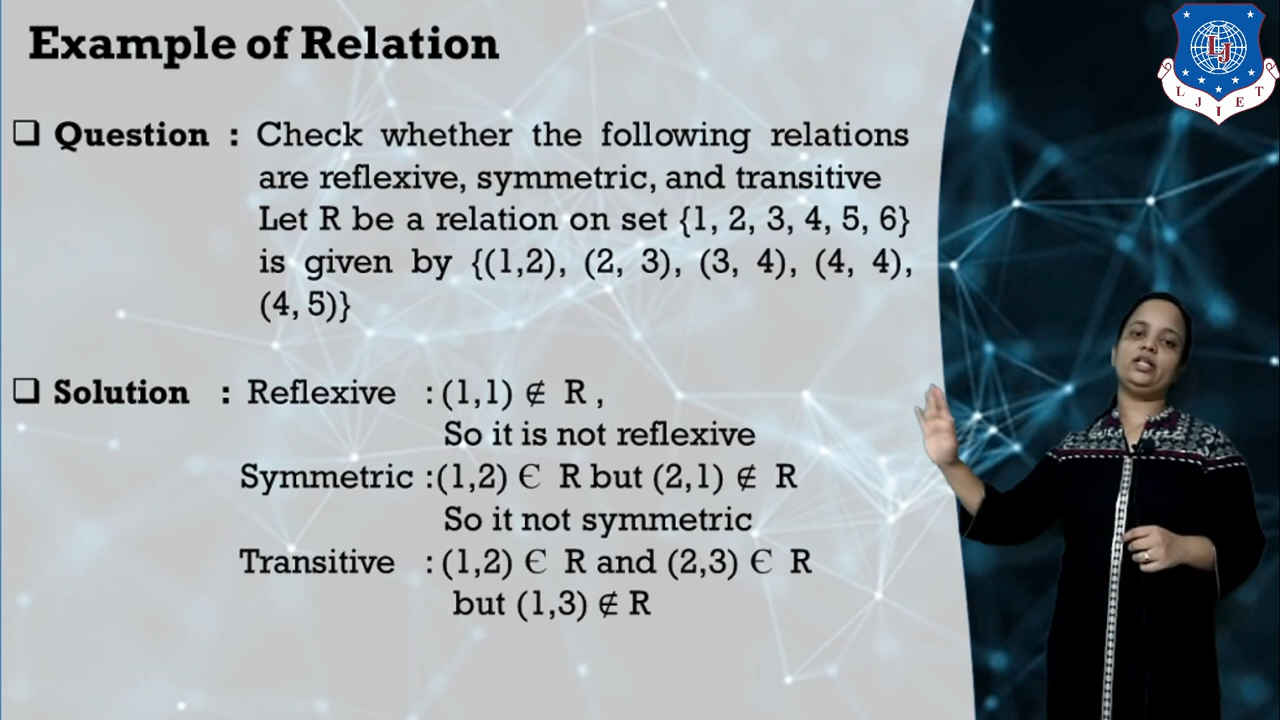 Example of Relation
❑ Question : Check whether the following relations
are reflexive, symmetric, and transitive
Let R be a relation on set {1, 2, 3, 4, 5, 6}
is given by {(1,2), (2, 3), (3, 4), (4, 4),
(4, 5)}
❑ Solution : Reflexive : (1,1) ∉ R ,
So it is not reflexive
Symmetric :(1,2) Є R but (2,1) ∉ R
So it not symmetric
Transitive : (1,2) Є R and (2,3) Є R
but (1,3) ∉ R
LJ
L J I E T